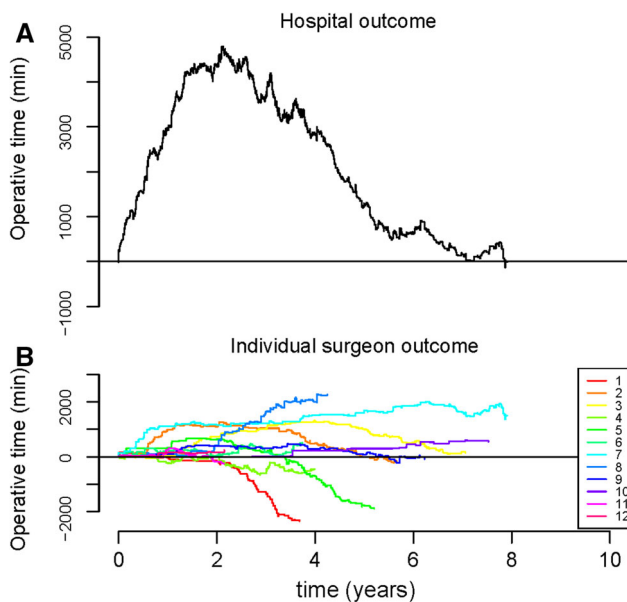 A
Hospital outcome
Operative time (min)
5000
3000
1000
−1000
B
Individual surgeon outcome
Operative time (min)
2000
0
−2000
1
2
3
4
5
6
7
8
9
10
11
12
0 2 4 6 8 10
time (years)